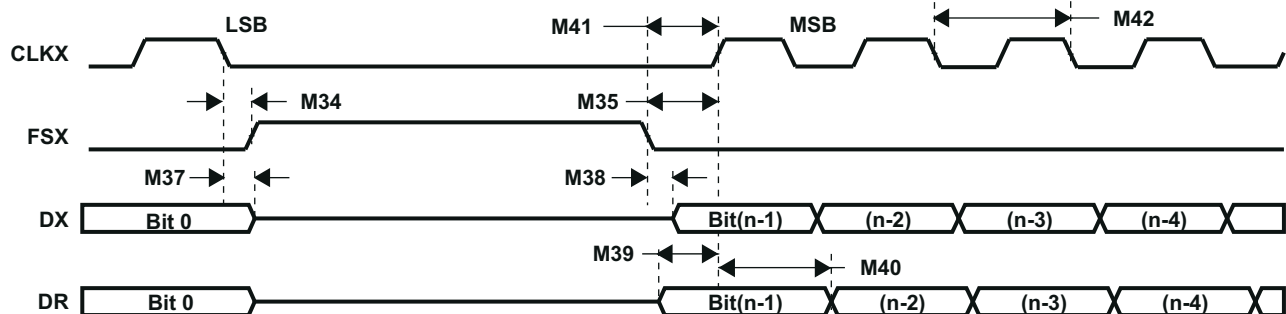 LSB M41 MSB M42
CLKX
M34 M35
FSX
M37 M38
DX Bit 0 Bit(n-1) (n-2) (n-3) (n-4)
M39 M40
DR Bit 0 Bit(n-1) (n-2) (n-3) (n-4)